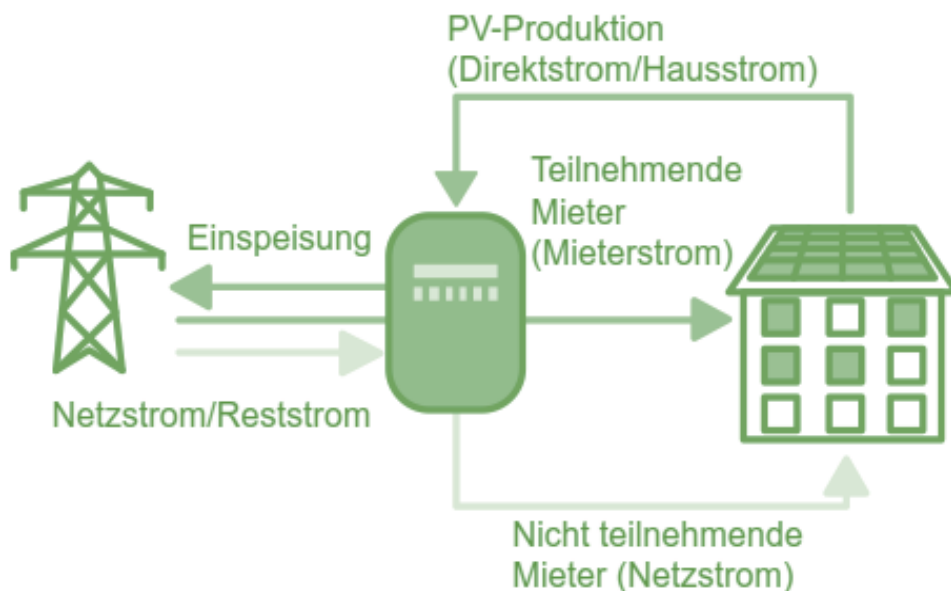 PV-Produktion
(Direktstrom/Hausstrom)
Teilnehmende
Mieter
(Mieterstrom)
Einspeisung
Netzstrom/Reststrom
Nicht teilnehmende
Mieter (Netzstrom)